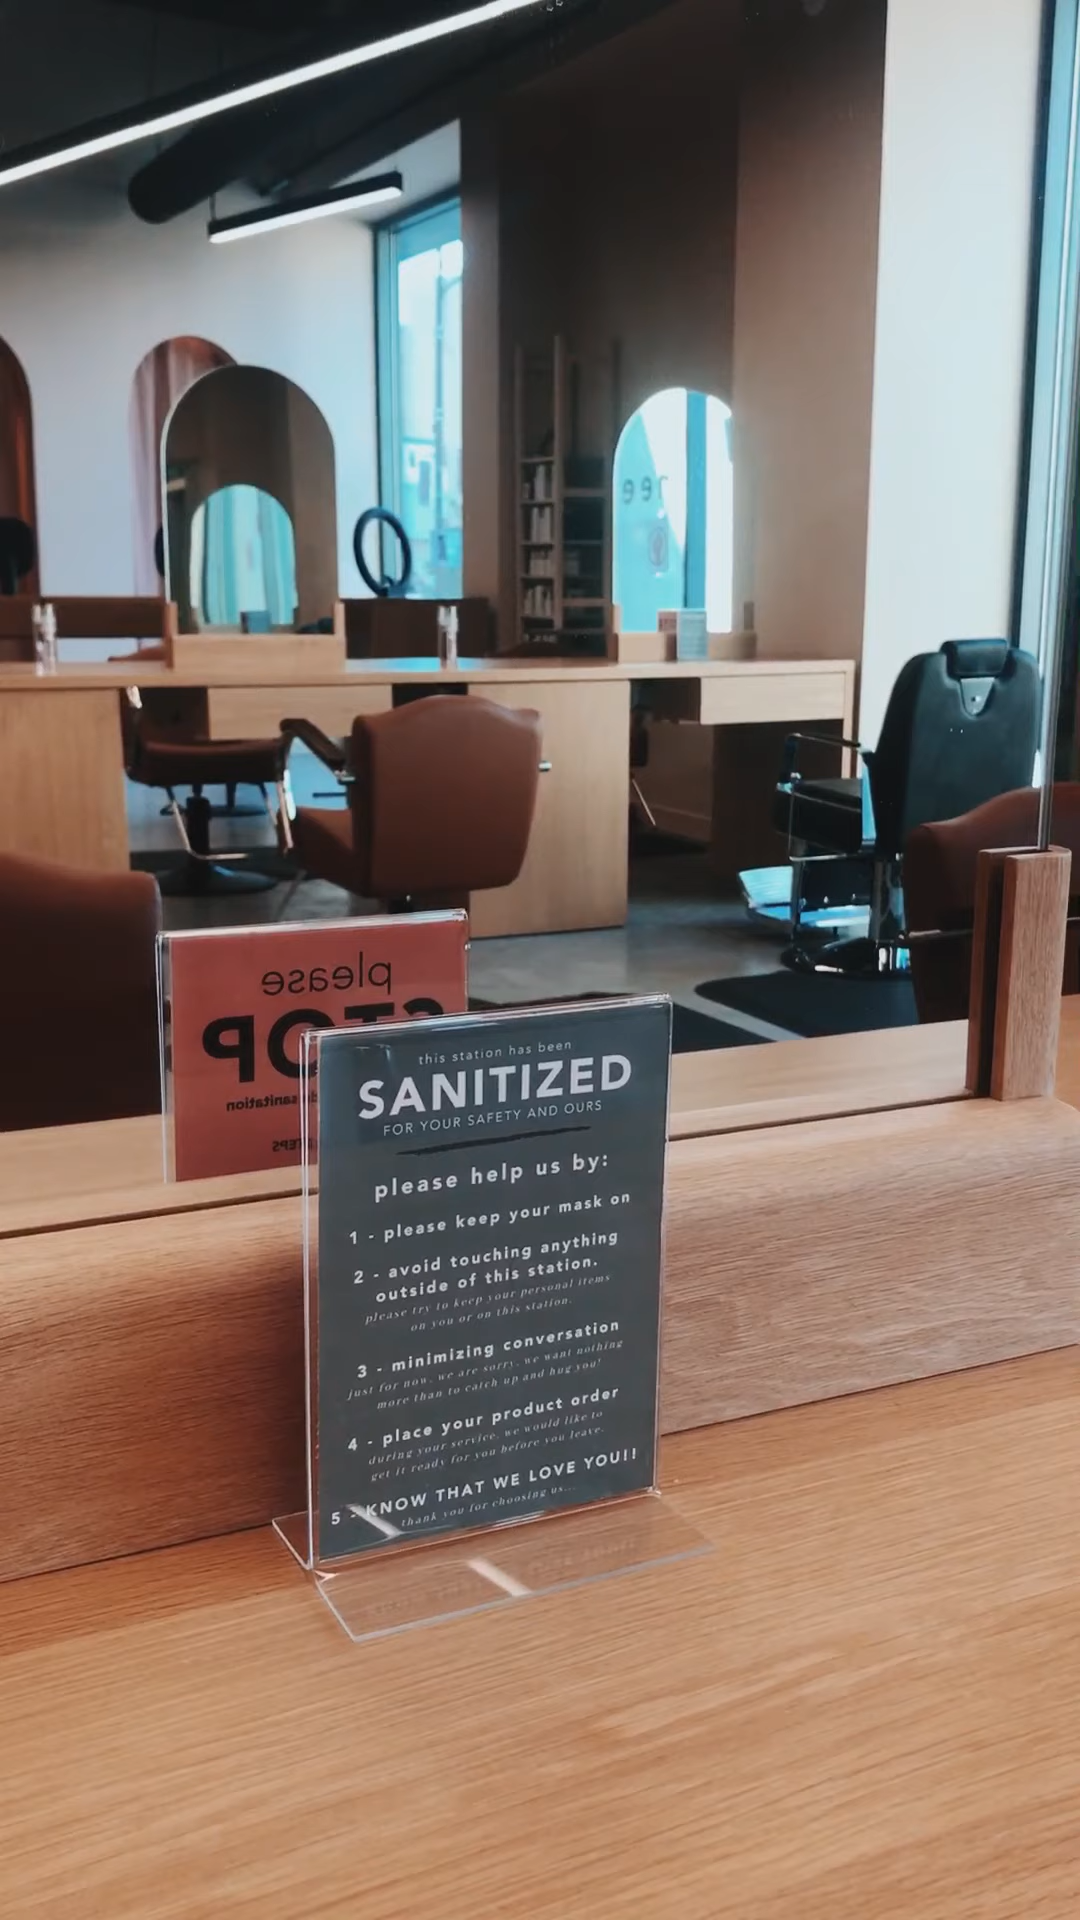 please
STOP
sanitation
STEPS
this station has been
SANITIZED
FOR YOUR SAFETY AND OURS
please help us by:
1 - please keep your mask on
2 - avoid touching anything
outside of this station.
please try to keep your personal items
on you or on this station.
3 - minimizing conversation
just for now, we are sorry, we want nothing
more than to catch up and hug you!
4 - place your product order
during your service, we would like to
get it ready for you before you leave.
5 - KNOW THAT WE LOVE YOU!!
thank you for choosing us...